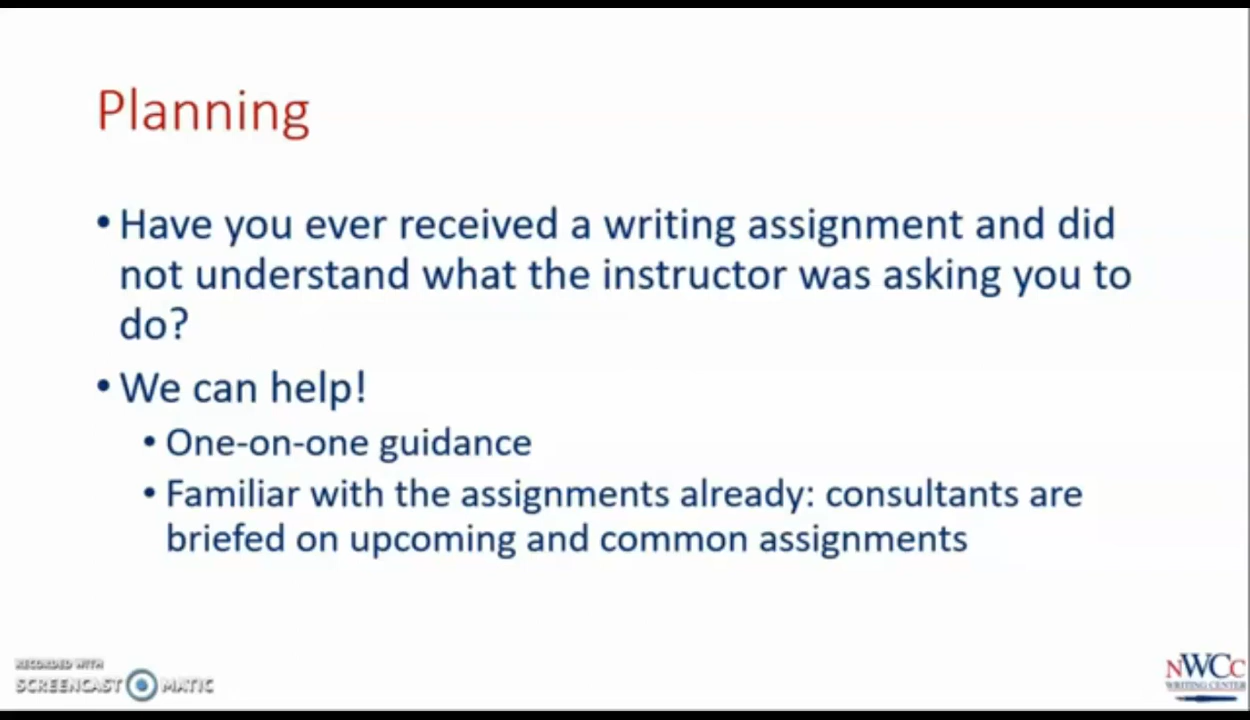 Planning
• Have you ever received a writing assignment and did
not understand what the instructor was asking you to
do?
• We can help!
• One-on-one guidance
• Familiar with the assignments already: consultants are
briefed on upcoming and common assignments
RECORDED WITH
SCREENCAST MATIC
NWCC
WRITING CENTER